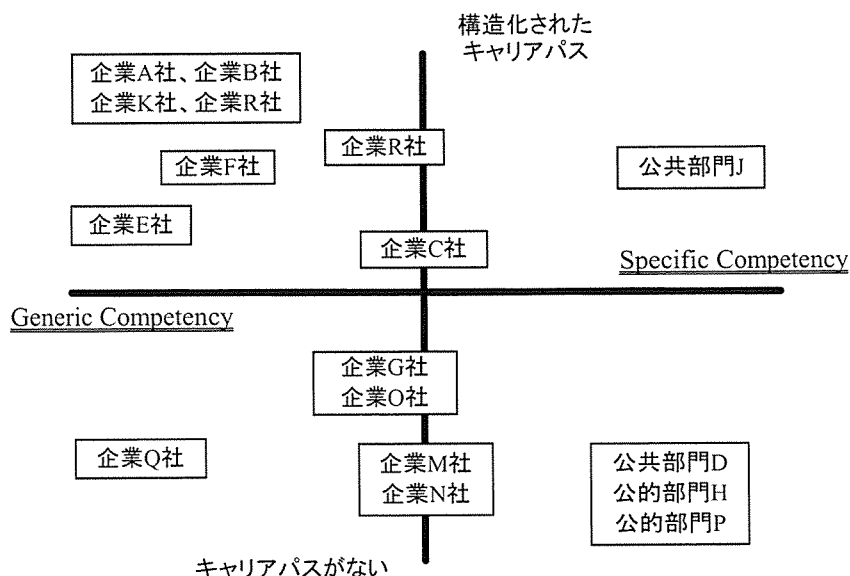 構造化された
キャリアパス
企業A社、企業B社
企業K社、企業R社
企業R社
企業F社
公共部門J
企業E社
企業C社
Specific Competency
Generic Competency
企業G社
企業O社
企業Q社
企業M社
企業N社
公共部門D
公的部門H
公的部門P
キャリアパスがない